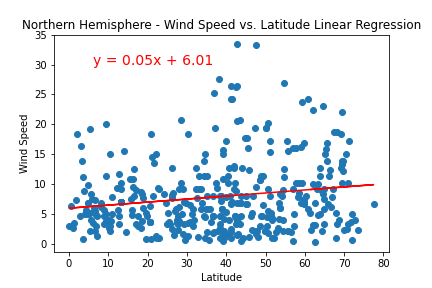 Northern Hemisphere - Wind Speed vs. Latitude Linear Regression
35
y = 0.05x + 6.01
30
25
20
15
10
5
0
Wind Speed
0 10 20 30 40 50 60 70 80
Latitude